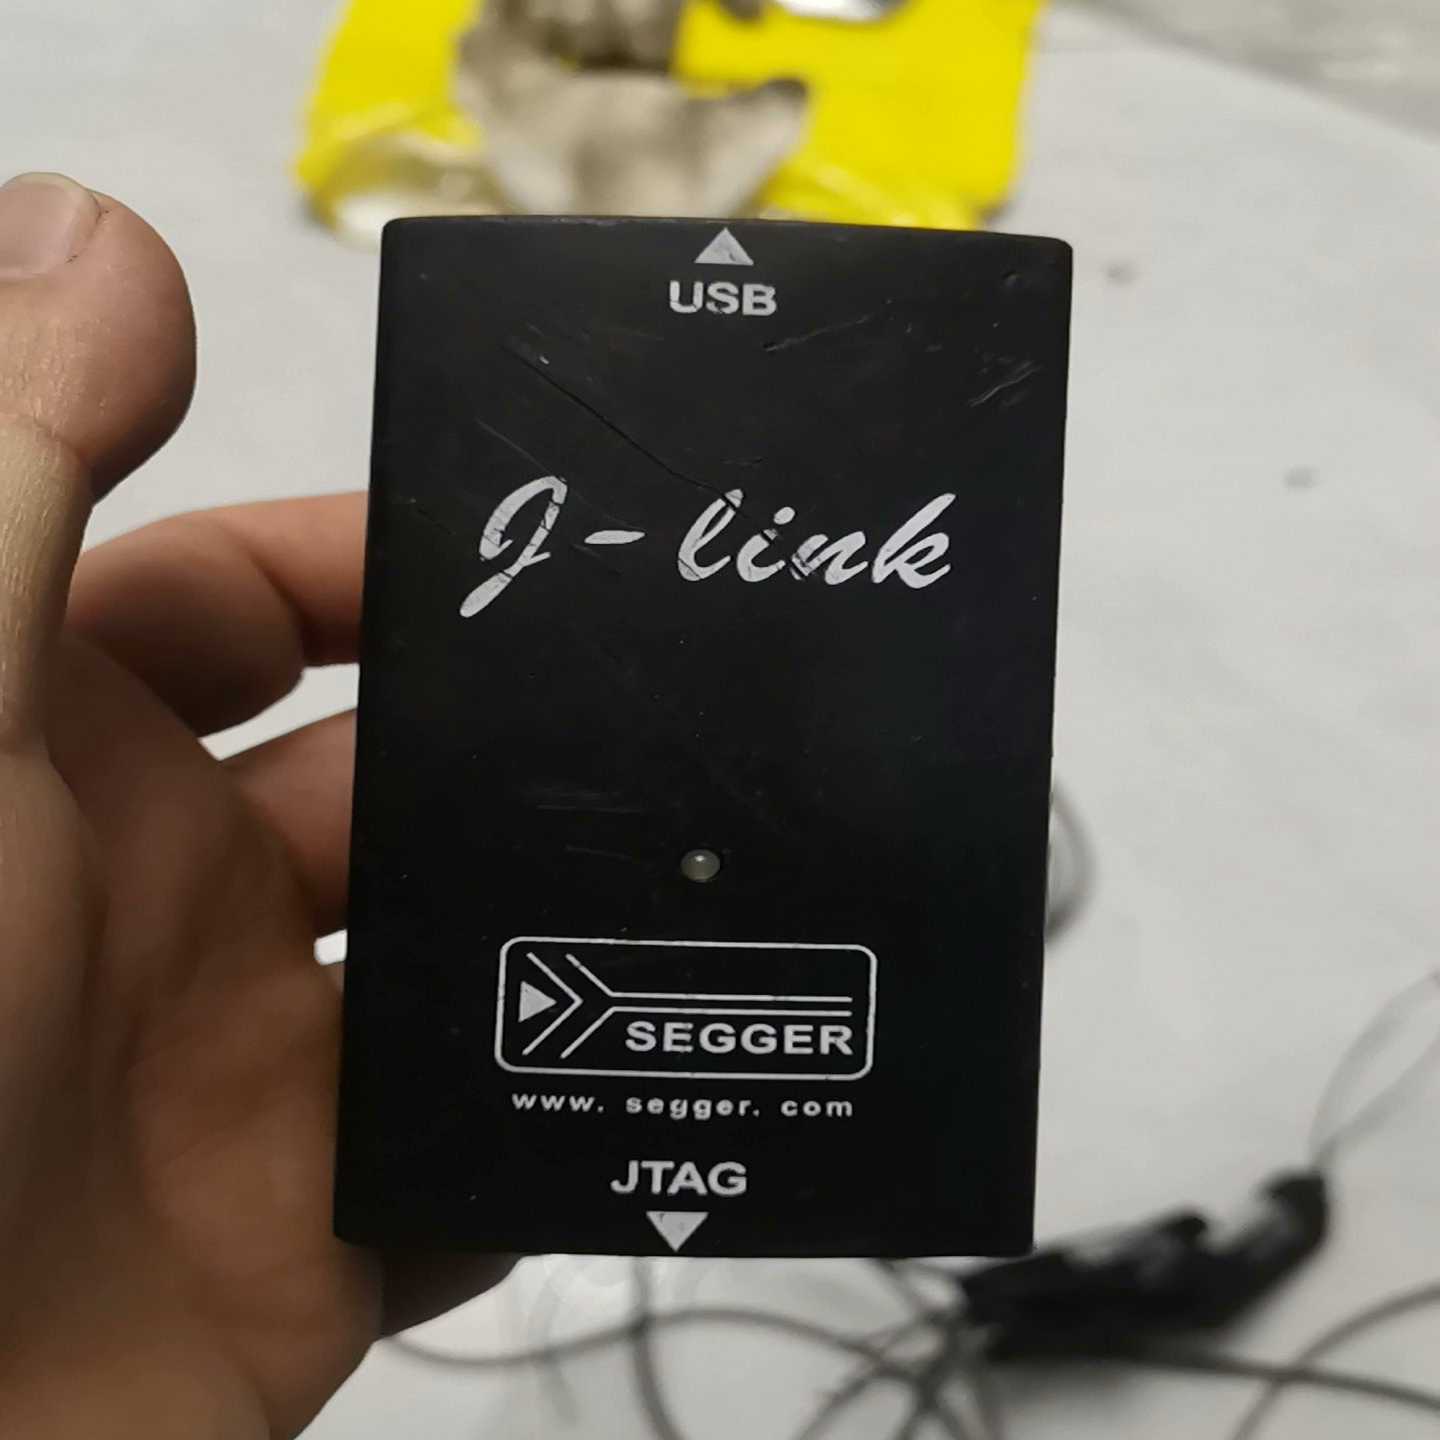 USB
J-link
SEGGER
www. segger. com
JTAG